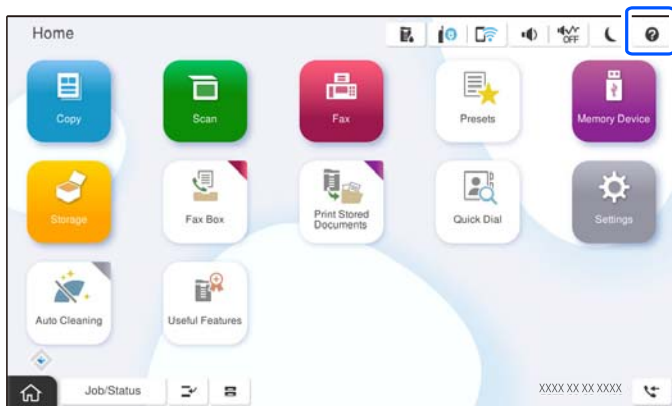 Home
OFF
?
Copy
Scan
Fax
Presets
Memory Device
Storage
Fax Box
Print Stored
Documents
Quick Dial
Settings
Auto Cleaning
Useful Features
Job/Status
XXXX XX XX XXXX